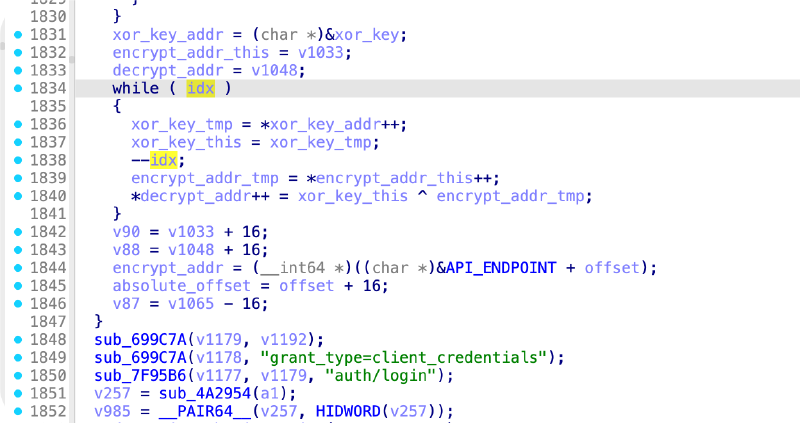 1830 }
1831 xor_key_addr = (char *)&xor_key;
1832 encrypt_addr_this = v1033;
1833 decrypt_addr = v1048;
1834 while ( idx )
1835 {
1836 xor_key_tmp = *xor_key_addr++;
1837 xor_key_this = xor_key_tmp;
1838 --idx;
1839 encrypt_addr_tmp = *encrypt_addr_this++;
1840 *decrypt_addr++ = xor_key_this ^ encrypt_addr_tmp;
1841 }
1842 v90 = v1033 + 16;
1843 v88 = v1048 + 16;
1844 encrypt_addr = (__int64 *)((char *)&API_ENDPOINT + offset);
1845 absolute_offset = offset + 16;
1846 v87 = v1065 - 16;
1847 }
1848 sub_699C7A(v1179, v1192);
1849 sub_699C7A(v1178, "grant_type=client_credentials");
1850 sub_7F95B6(v1177, v1179, "auth/login");
1851 v257 = sub_4A2954(a1);
1852 v985 = __PAIR64__(v257, HIDWORD(v257));